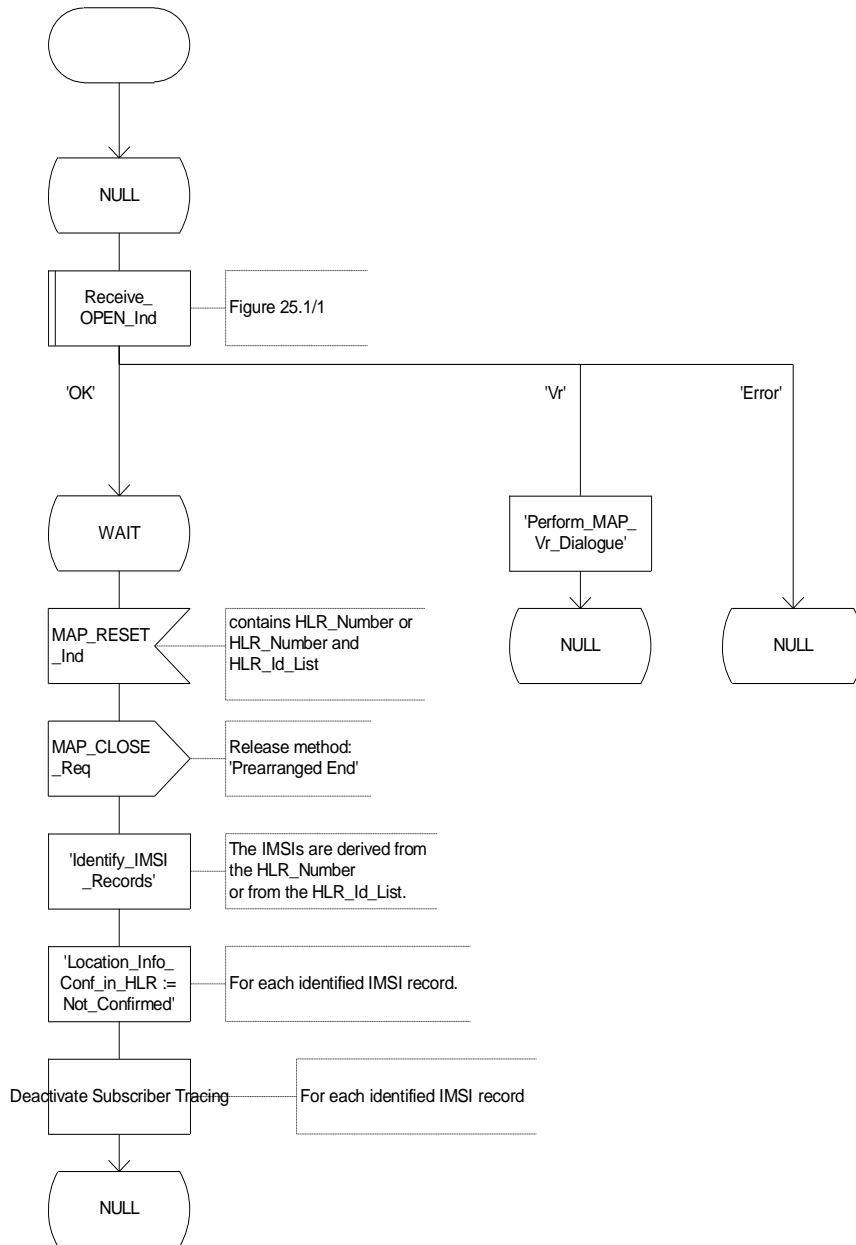 NULL
Receive_
OPEN_Ind
Figure 25.1/1
'OK'
'Vr'
'Error'
WAIT
'Perform_MAP_
Vr_Dialogue'
MAP_RESET
_Ind
contains HLR_Number or
HLR_Number and
HLR_Id_List
NULL
NULL
MAP_CLOSE
_Req
Release method:
'Prearranged End'
'Identify_IMSI
_Records'
The IMSIs are derived from
the HLR_Number
or from the HLR_Id_List.
'Location_Info_
Conf_in_HLR :=
Not_Confirmed'
For each identified IMSI record.
Deactivate Subscriber Tracing
For each identified IMSI record
NULL